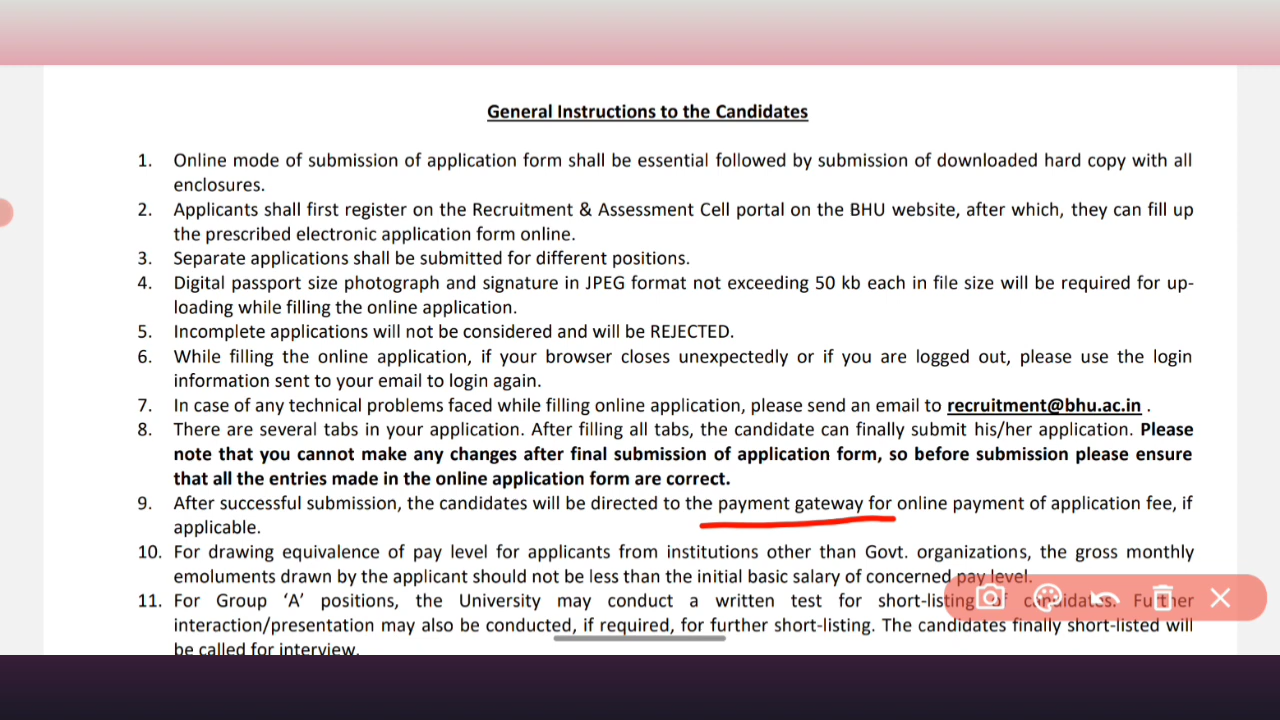 General Instructions to the Candidates
1. Online mode of submission of application form shall be essential followed by submission of downloaded hard copy with all
enclosures.
2. Applicants shall first register on the Recruitment & Assessment Cell portal on the BHU website, after which, they can fill up
the prescribed electronic application form online.
3. Separate applications shall be submitted for different positions.
4. Digital passport size photograph and signature in JPEG format not exceeding 50 kb each in file size will be required for up-
loading while filling the online application.
5. Incomplete applications will not be considered and will be REJECTED.
6. While filling the online application, if your browser closes unexpectedly or if you are logged out, please use the login
information sent to your email to login again.
7. In case of any technical problems faced while filling online application, please send an email to recruitment@bhu.ac.in .
8. There are several tabs in your application. After filling all tabs, the candidate can finally submit his/her application. Please
note that you cannot make any changes after final submission of application form, so before submission please ensure
that all the entries made in the online application form are correct.
9. After successful submission, the candidates will be directed to the payment gateway for online payment of application fee, if
applicable.
10. For drawing equivalence of pay level for applicants from institutions other than Govt. organizations, the gross monthly
emoluments drawn by the applicant should not be less than the initial basic salary of concerned pay level.
11. For Group ‘A’ positions, the University may conduct a written test for short-listing of candidates. Further
interaction/presentation may also be conducted, if required, for further short-listing. The candidates finally short-listed will
be called for interview.